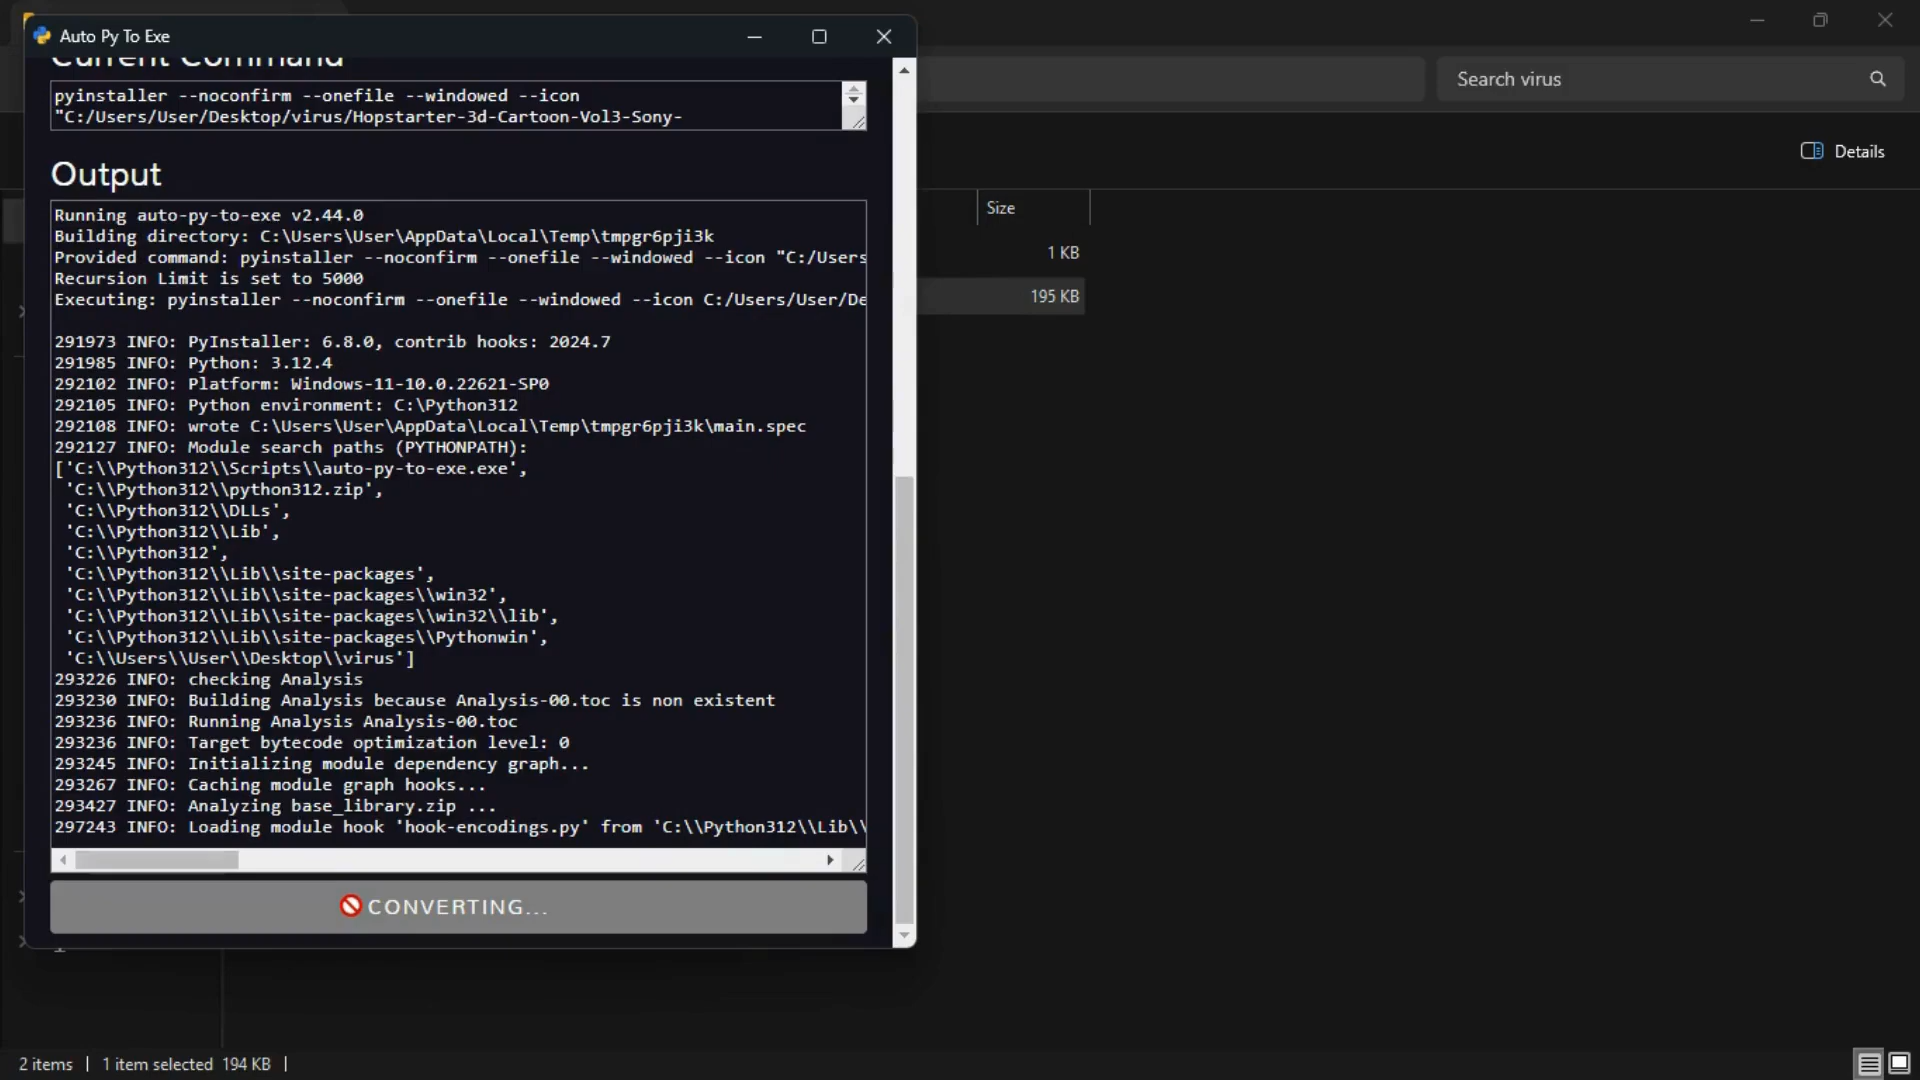 Auto Py To Exe
Current Command
pyinstaller --noconfirm --onefile --windowed --icon
"C:/Users/User/Desktop/virus/Hopstarter-3d-Cartoon-Vol3-Sony-
Output
Running auto-py-to-exe v2.44.0
Building directory: C:\Users\User\AppData\Local\Temp\tmpgr6pji3k
Provided command: pyinstaller --noconfirm --onefile --windowed --icon "C:/Users
Recursion Limit is set to 5000
Executing: pyinstaller --noconfirm --onefile --windowed --icon C:/Users/User/De
291973 INFO: PyInstaller: 6.8.0, contrib hooks: 2024.7
291985 INFO: Python: 3.12.4
292102 INFO: Platform: Windows-11-10.0.22621-SP0
292105 INFO: Python environment: C:\Python312
292108 INFO: wrote C:\Users\User\AppData\Local\Temp\tmpgr6pji3k\main.spec
292127 INFO: Module search paths (PYTHONPATH):
['C:\\Python312\\Scripts\\auto-py-to-exe.exe',
'C:\\Python312\\python312.zip',
'C:\\Python312\\DLLs',
'C:\\Python312\\Lib',
'C:\\Python312',
'C:\\Python312\\Lib\\site-packages',
'C:\\Python312\\Lib\\site-packages\\win32',
'C:\\Python312\\Lib\\site-packages\\win32\\lib',
'C:\\Python312\\Lib\\site-packages\\Pythonwin',
'C:\\Users\\User\\Desktop\\virus']
293226 INFO: checking Analysis
293230 INFO: Building Analysis because Analysis-00.toc is non existent
293236 INFO: Running Analysis Analysis-00.toc
293236 INFO: Target bytecode optimization level: 0
293245 INFO: Initializing module dependency graph...
293267 INFO: Caching module graph hooks...
293427 INFO: Analyzing base_library.zip ...
297243 INFO: Loading module hook 'hook-encodings.py' from 'C:\\Python312\\Lib\\
CONVERTING...
Search virus
Details
Size
1 KB
195 KB
2 items
1 item selected 194 KB